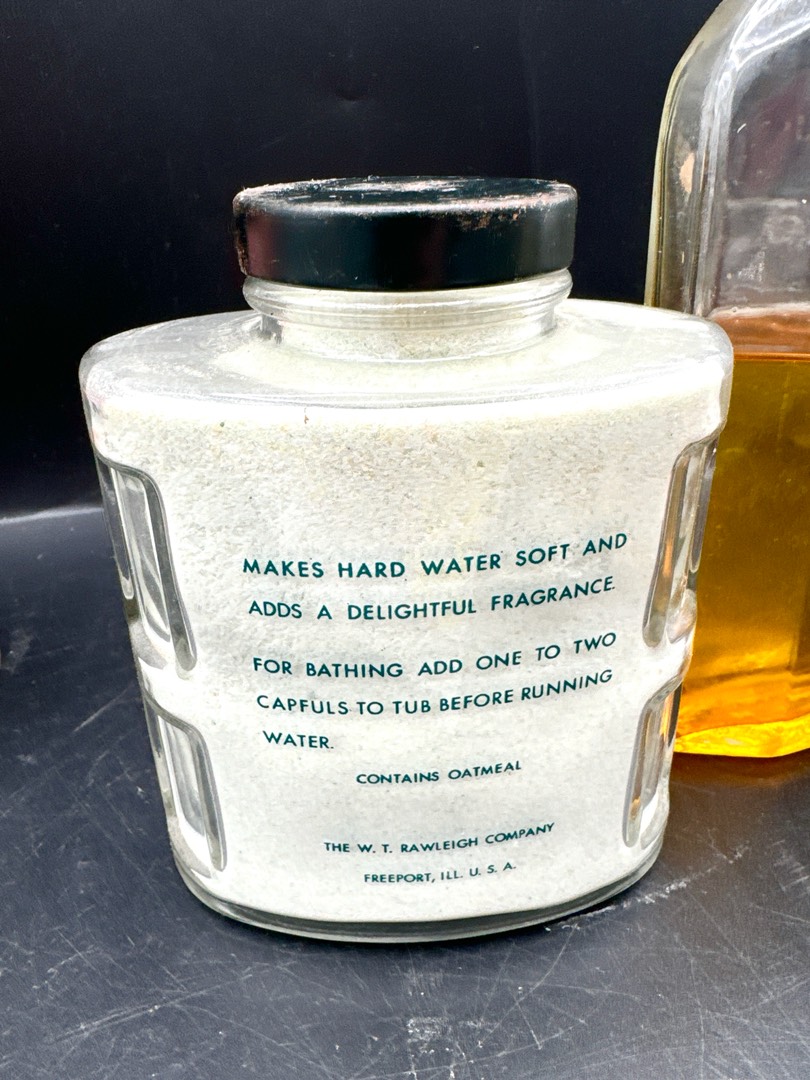 MAKES HARD WATER SOFT AND
ADDS A DELIGHTFUL FRAGRANCE.
FOR BATHING ADD ONE TO TWO
CAPFULS TO TUB BEFORE RUNNING
WATER.
CONTAINS OATMEAL
THE W. T. RAWLEIGH COMPANY
FREEPORT, ILL. U. S. A.